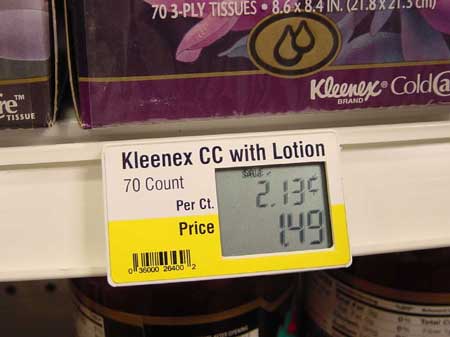 70 3-PLY TISSUES • 8.6 x 8.4 IN. (21.8 x 21.3 cm)
Kleenex® Cold
BRAND
TISSUE
Kleenex CC with Lotion
70 Count
Per Ct. 2.13¢
Price 1.49
0 36000 26400 2